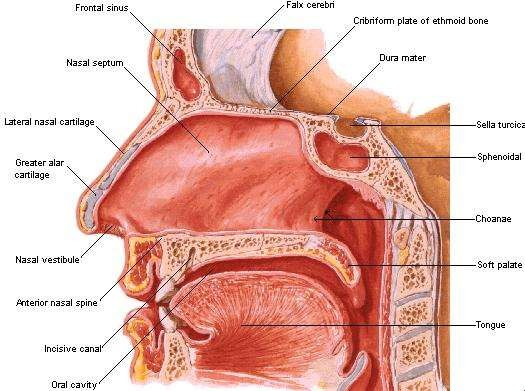 Frontal sinus
Falx cerebri
Cribriform plate of ethmoid bone
Nasal septum
Dura mater
Lateral nasal cartilage
Sella turcica
Greater alar
cartilage
Sphenoidal
Choanae
Nasal vestibule
Soft palate
Anterior nasal spine
Tongue
Incisive canal
Oral cavity